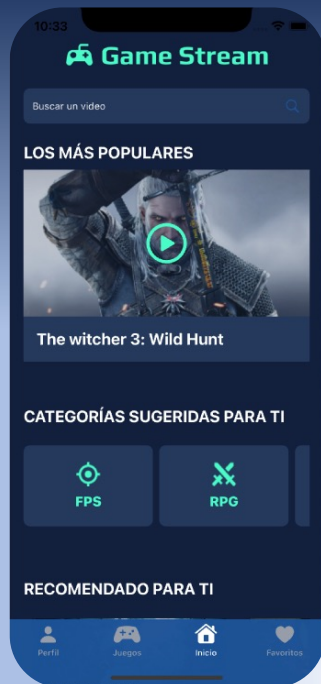 10:33
Game Stream
Buscar un video
LOS MÁS POPULARES
The witcher 3: Wild Hunt
CATEGORÍAS SUGERIDAS PARA TI
FPS
RPG
RECOMENDADO PARA TI
Perfil
Juegos
Inicio
Favoritos